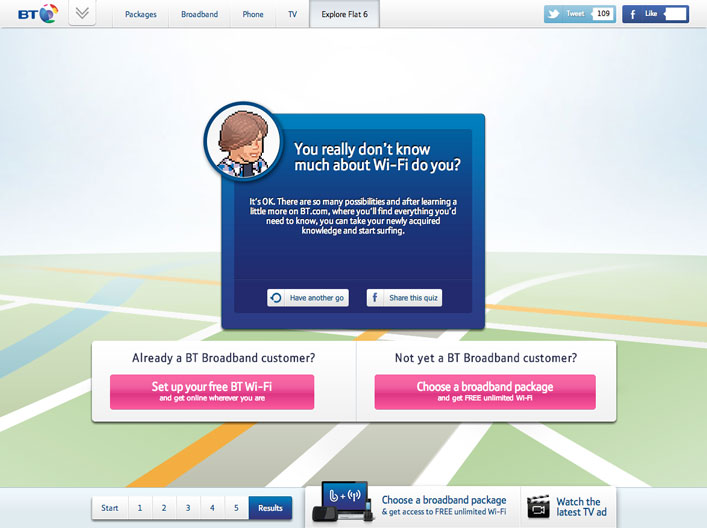 BT
Packages
Broadband
Phone
TV
Explore Flat 6
Tweet
109
f
Like
You really don't know
much about Wi-Fi do you?
It's OK. There are so many possibilities and after learning a
little more on BT.com, where you'll find everything you'd
need to know, you can take your newly acquired
knowledge and start surfing.
Have another go
f
Share this quiz
Already a BT Broadband customer?
Set up your free BT Wi-Fi
and get online wherever you are
Not yet a BT Broadband customer?
Choose a broadband package
and get FREE unlimited Wi-Fi
Start
1
2
3
4
5
Results
b +
Choose a broadband package
& get access to FREE unlimited Wi-Fi
Watch the
latest TV ad